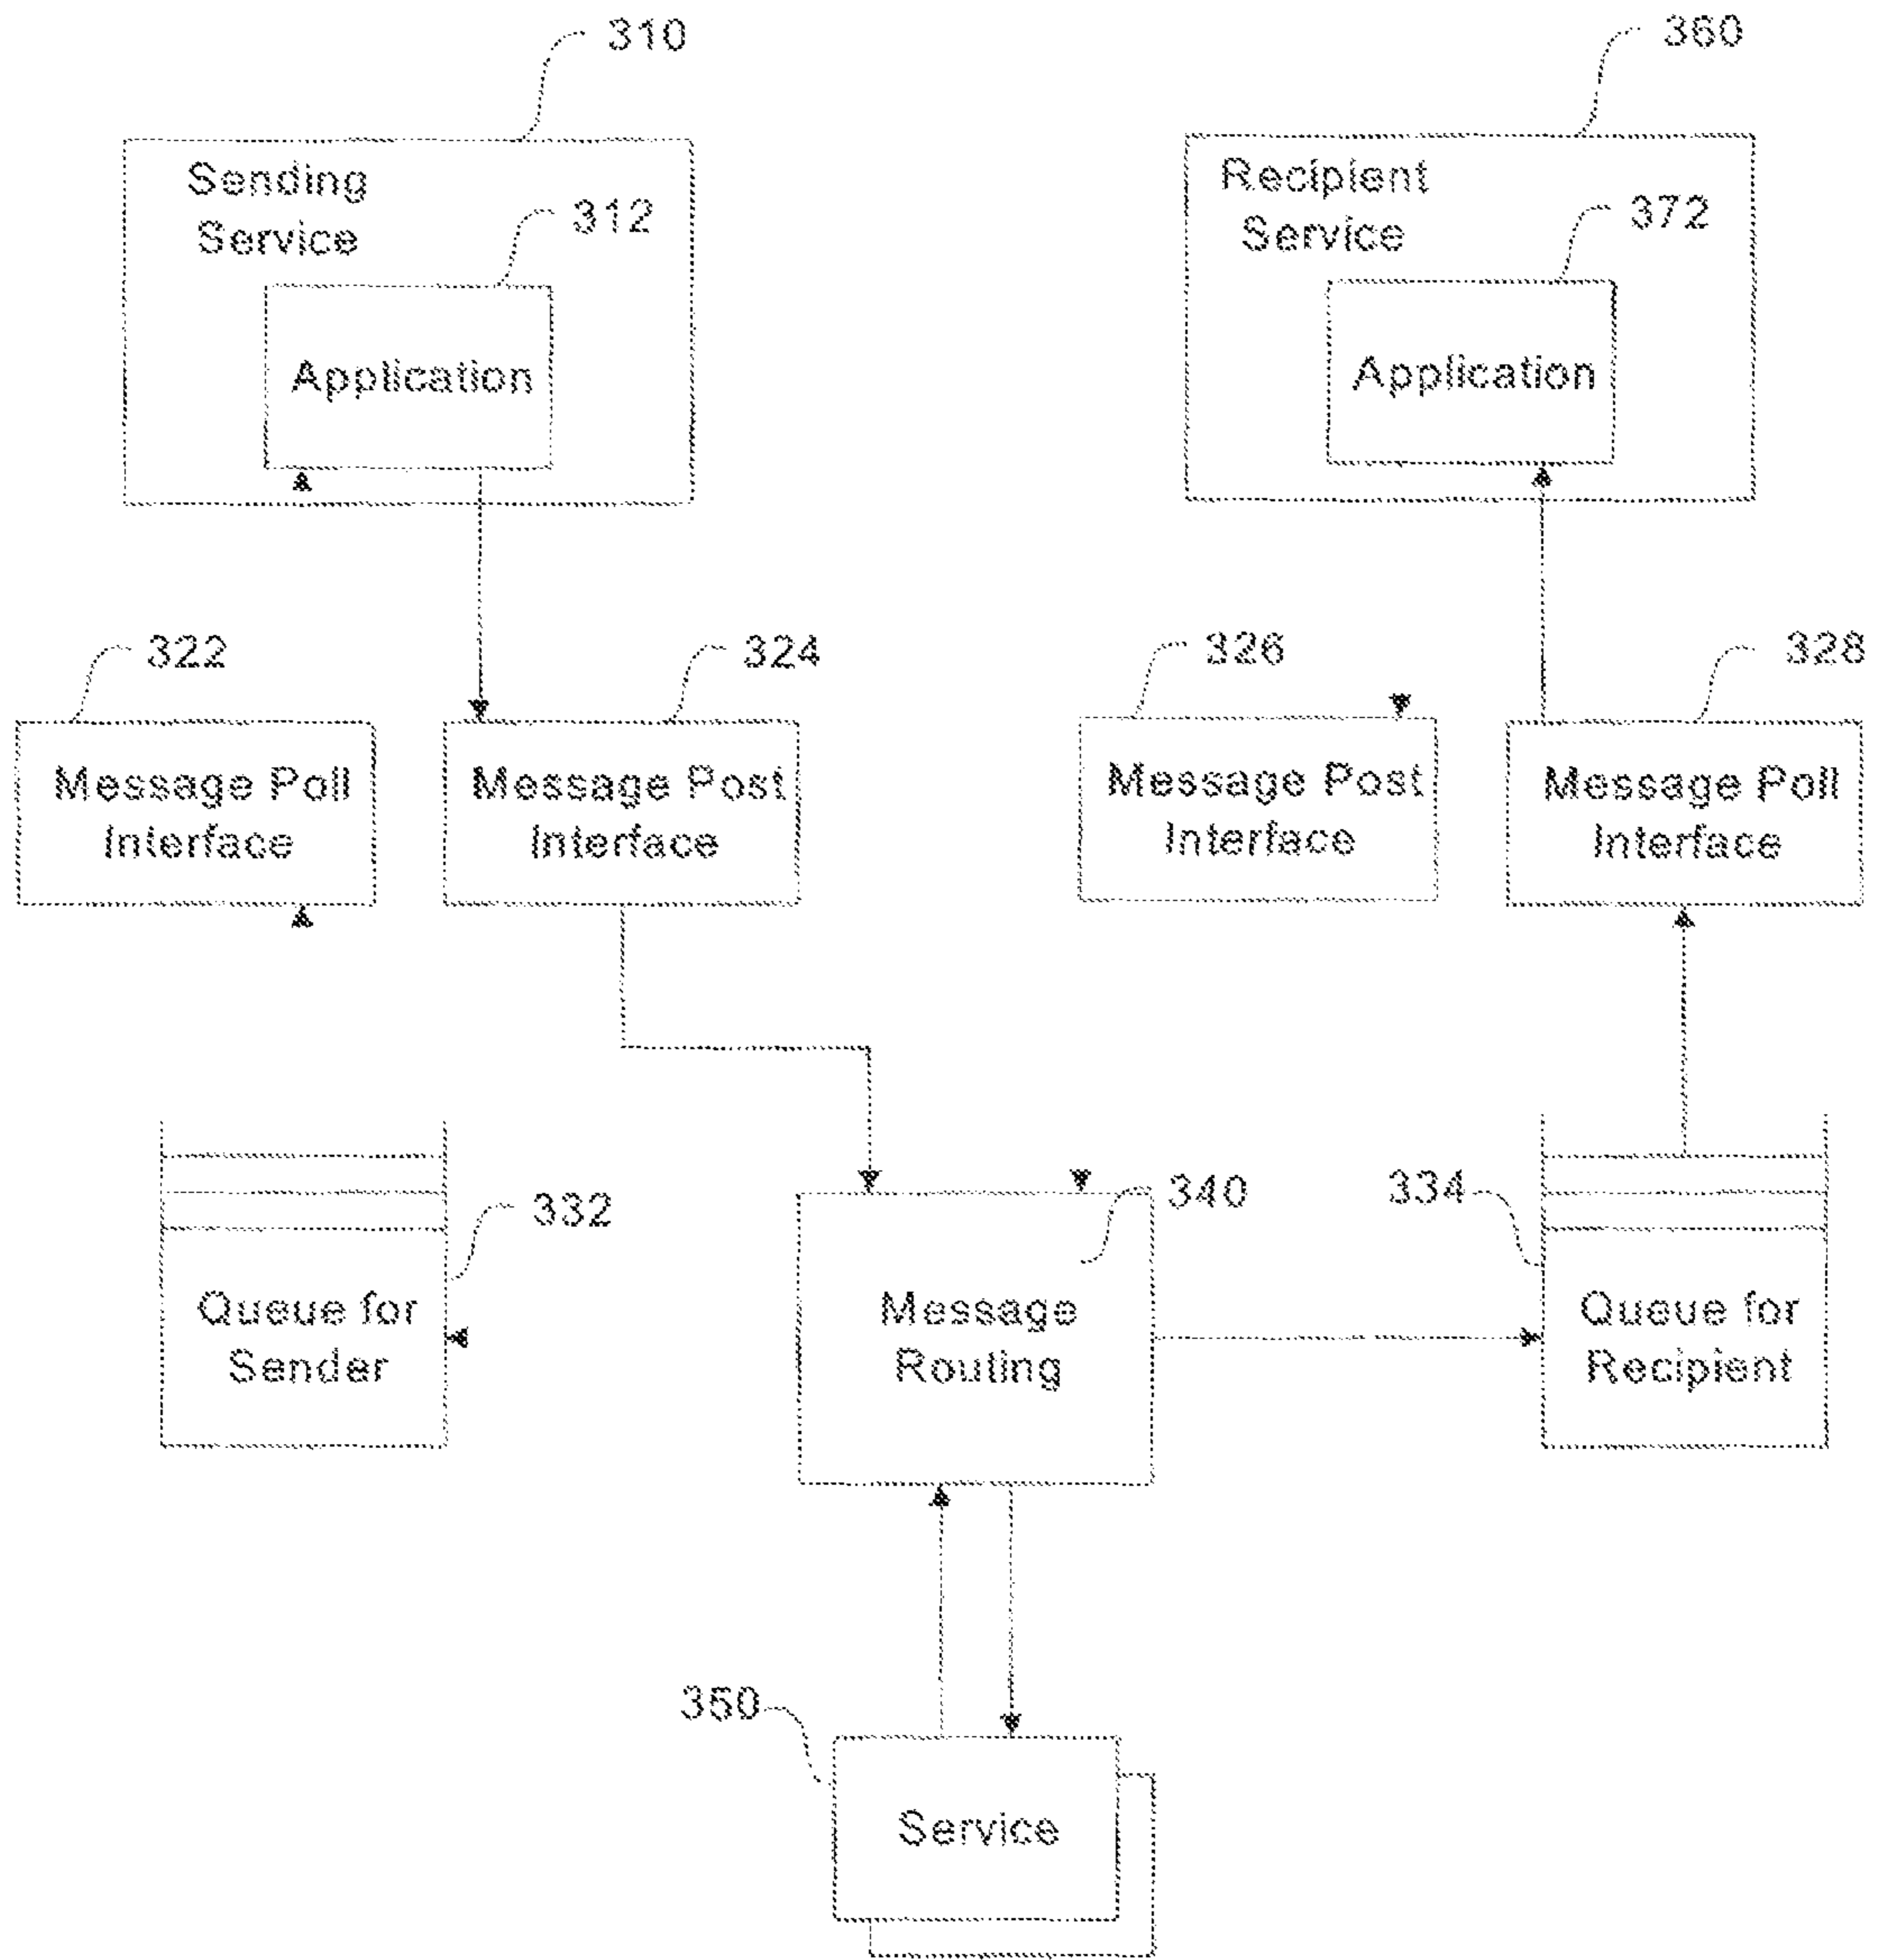 310
360
Sending
Service
312
Application
Recipient
Service
372
Application
322
324
326
328
Message Poll
Interface
Message Post
Interface
Message Post
Interface
Message Poll
Interface
332
Queue for
Sender
340
Message
Routing
334
Queue for
Recipient
350
Service